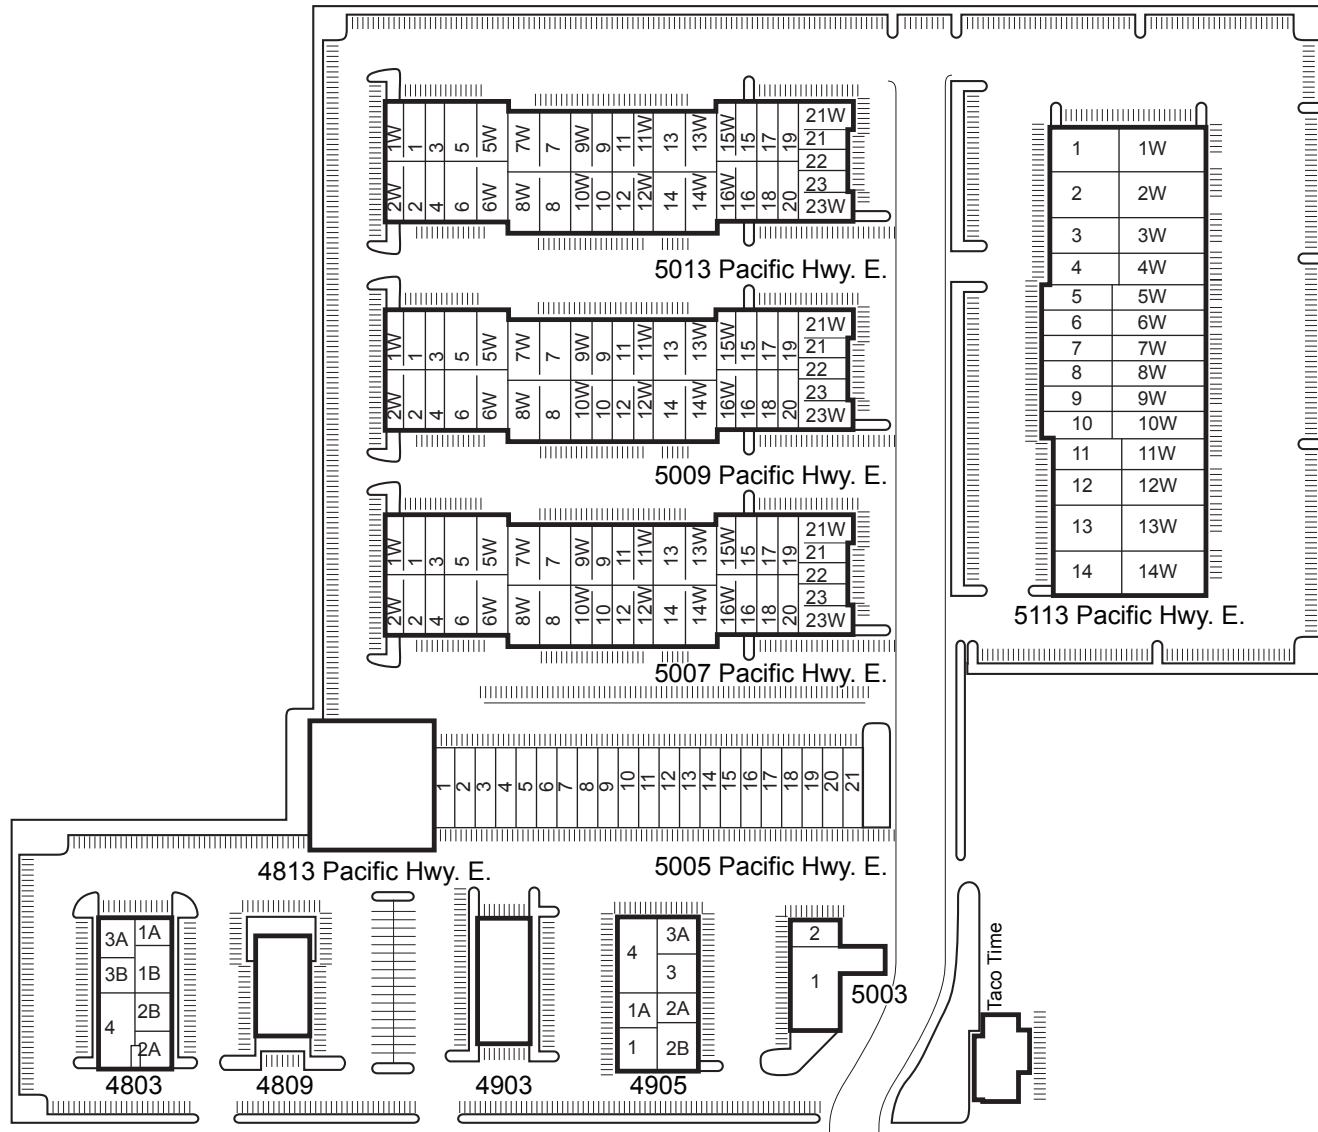 1W 1 3 5 5W 7W 7 9W 9 11 11W 13 13W 15W 15 17 19 21W
21
22
23
2W 2 4 6 6W 8W 8 10W 10 12 12W 14 14W 16W 16 18 20 23W
5013 Pacific Hwy. E.
1W 1 3 5 5W 7W 7 9W 9 11 11W 13 13W 15W 15 17 19 21W
21
22
23
2W 2 4 6 6W 8W 8 10W 10 12 12W 14 14W 16W 16 18 20 23W
5009 Pacific Hwy. E.
1W 1 3 5 5W 7W 7 9W 9 11 11W 13 13W 15W 15 17 19 21W
21
22
23
2W 2 4 6 6W 8W 8 10W 10 12 12W 14 14W 16W 16 18 20 23W
5007 Pacific Hwy. E.
1 1W
2 2W
3 3W
4 4W
5 5W
6 6W
7 7W
8 8W
9 9W
10 10W
11 11W
12 12W
13 13W
14 14W
5113 Pacific Hwy. E.
1 2 3 4 5 6 7 8 9 10 11 12 13 14 15 16 17 18 19 20 21
4813 Pacific Hwy. E.
5005 Pacific Hwy. E.
3A 1A
3B 1B
4 2B
2A
4803
4809
4903
4 3A
3
1A 2A
1 2B
4905
2
1
5003
Taco Time